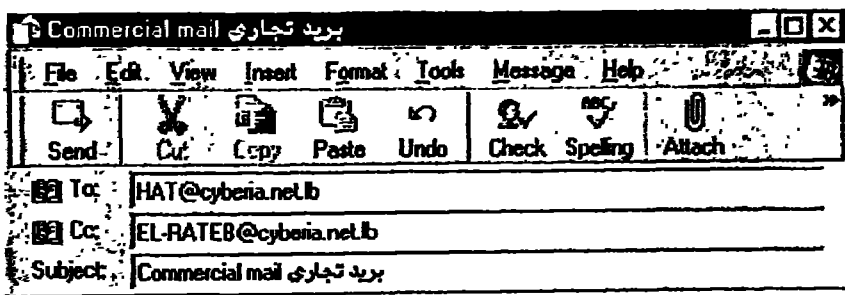 Commercial mail بريد تجاري
File Edit View Insert Format Tools Message Help
Send Cut Copy Paste Undo Check Spelling Attach »
To: HAT@cyberia.net.lb
Cc: EL-RATEB@cyberia.net.lb
Subject: Commercial mail بريد تجاري